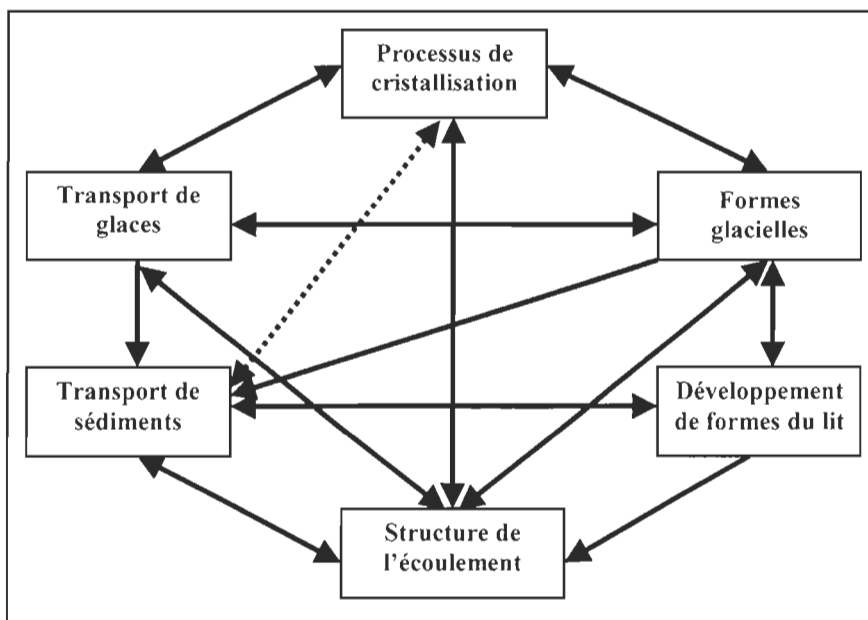 Processus de
cristallisation
Transport de
glaces
Formes
glacielles
Transport de
sédiments
Développement
de formes du lit
Structure de
l'écoulement